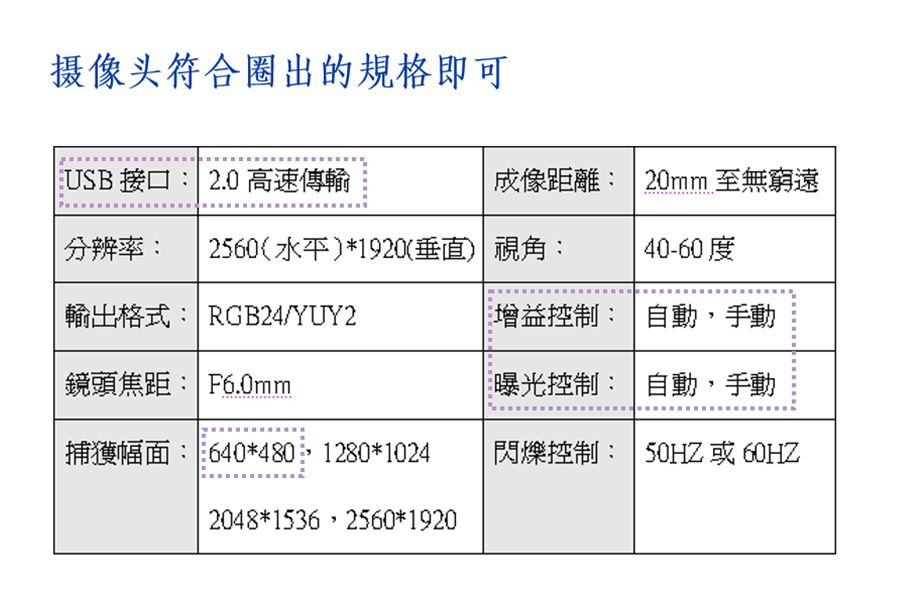 摄像头符合圈出的規格即可
USB 接口： 2.0 高速傳輸 成像距離： 20mm 至無窮遠
分辨率： 2560(水平)*1920(垂直) 視角： 40-60 度
輸出格式： RGB24/YUY2 增益控制： 自動，手動
鏡頭焦距： F6.0mm 曝光控制： 自動，手動
捕獲幅面： 640*480，1280*1024 閃爍控制： 50HZ 或 60HZ
2048*1536，2560*1920